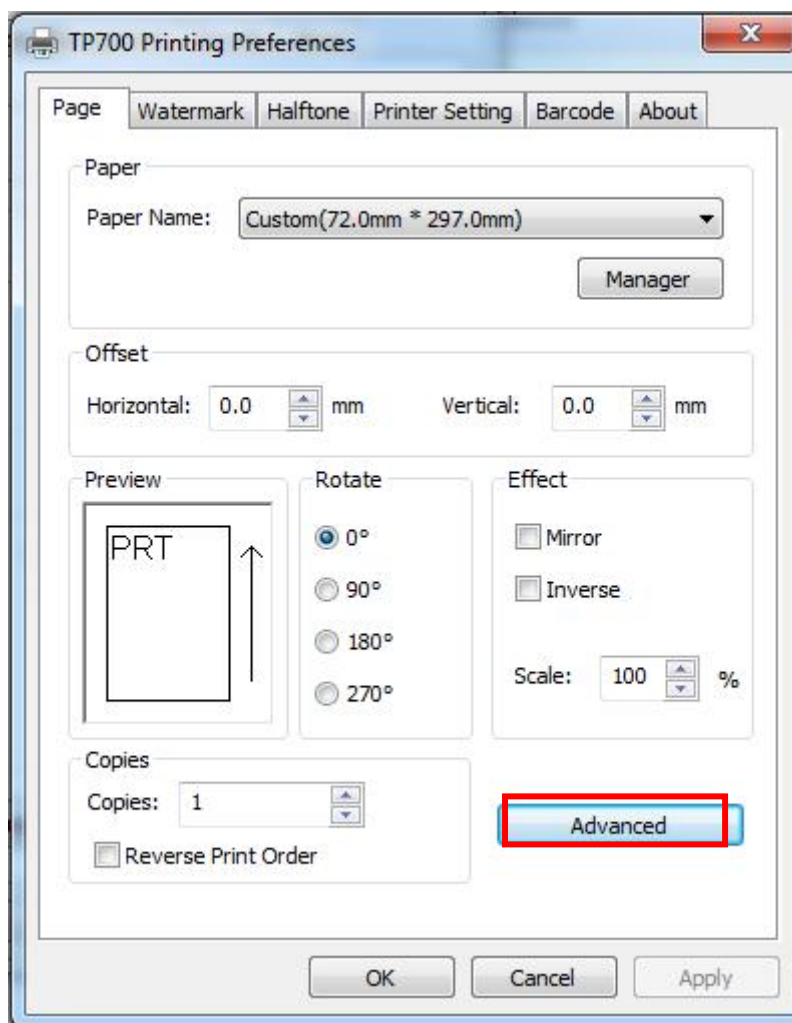 TP700 Printing Preferences
Page Watermark Halftone Printer Setting Barcode About
Paper
Paper Name: Custom(72.0mm * 297.0mm)
Manager
Offset
Horizontal: 0.0 mm Vertical: 0.0 mm
Preview
PRT
Rotate
0°
90°
180°
270°
Effect
Mirror
Inverse
Scale: 100 %
Copies
Copies: 1
Reverse Print Order
Advanced
OK Cancel Apply